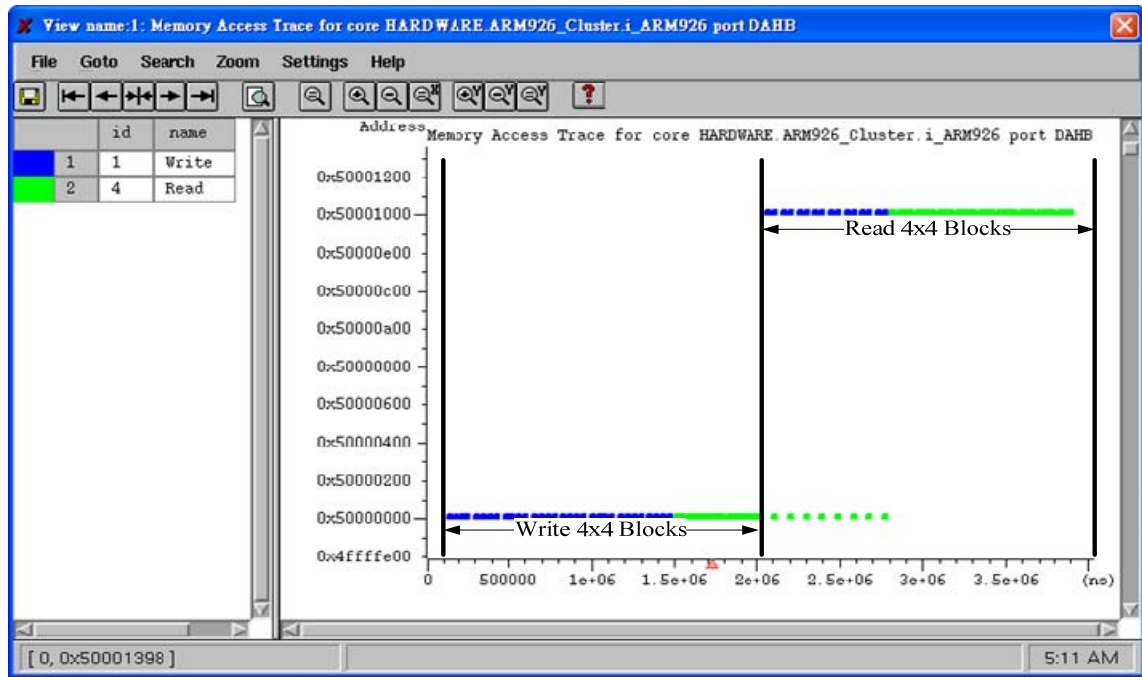 View name:1: Memory Access Trace for core HARDWARE.ARM926_Cluster.i_ARM926 port DAHB
File Goto Search Zoom Settings Help
id name
1 1 Write
2 4 Read
Address
Memory Access Trace for core HARDWARE.ARM926_Cluster.i_ARM926 port DAHB
0x50001200
0x50001000
Read 4x4 Blocks
0x50000e00
0x50000c00
0x50000a00
0x50000000
0x50000600
0x50000400
0x50000200
0x50000000
Write 4x4 Blocks
0x4ffffe00
0 500000 1e+06 1.5e+06 2e+06 2.5e+06 3e+06 3.5e+06 (ns)
[ 0, 0x50001398 ]
5:11 AM